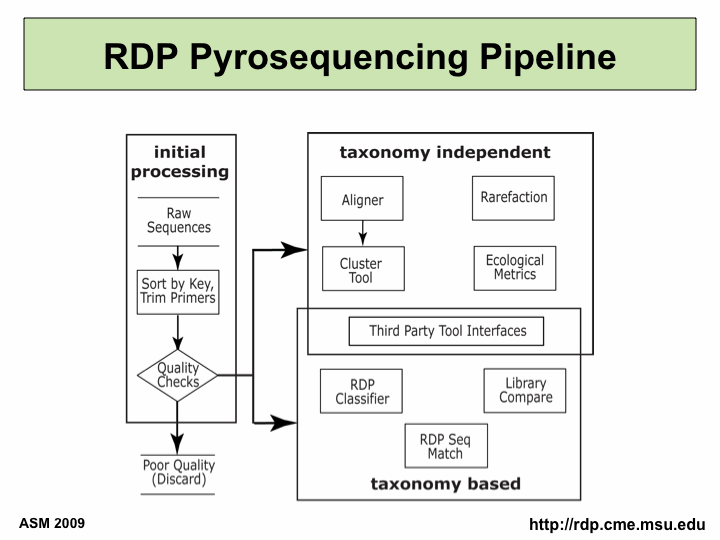 RDP Pyrosequencing Pipeline
initial
processing
Raw
Sequences
Sort by Key,
Trim Primers
Quality
Checks
Poor Quality
(Discard)
taxonomy independent
Aligner
Rarefaction
Cluster
Tool
Ecological
Metrics
Third Party Tool Interfaces
RDP
Classifier
Library
Compare
RDP Seq
Match
taxonomy based
ASM 2009
http://rdp.cme.msu.edu